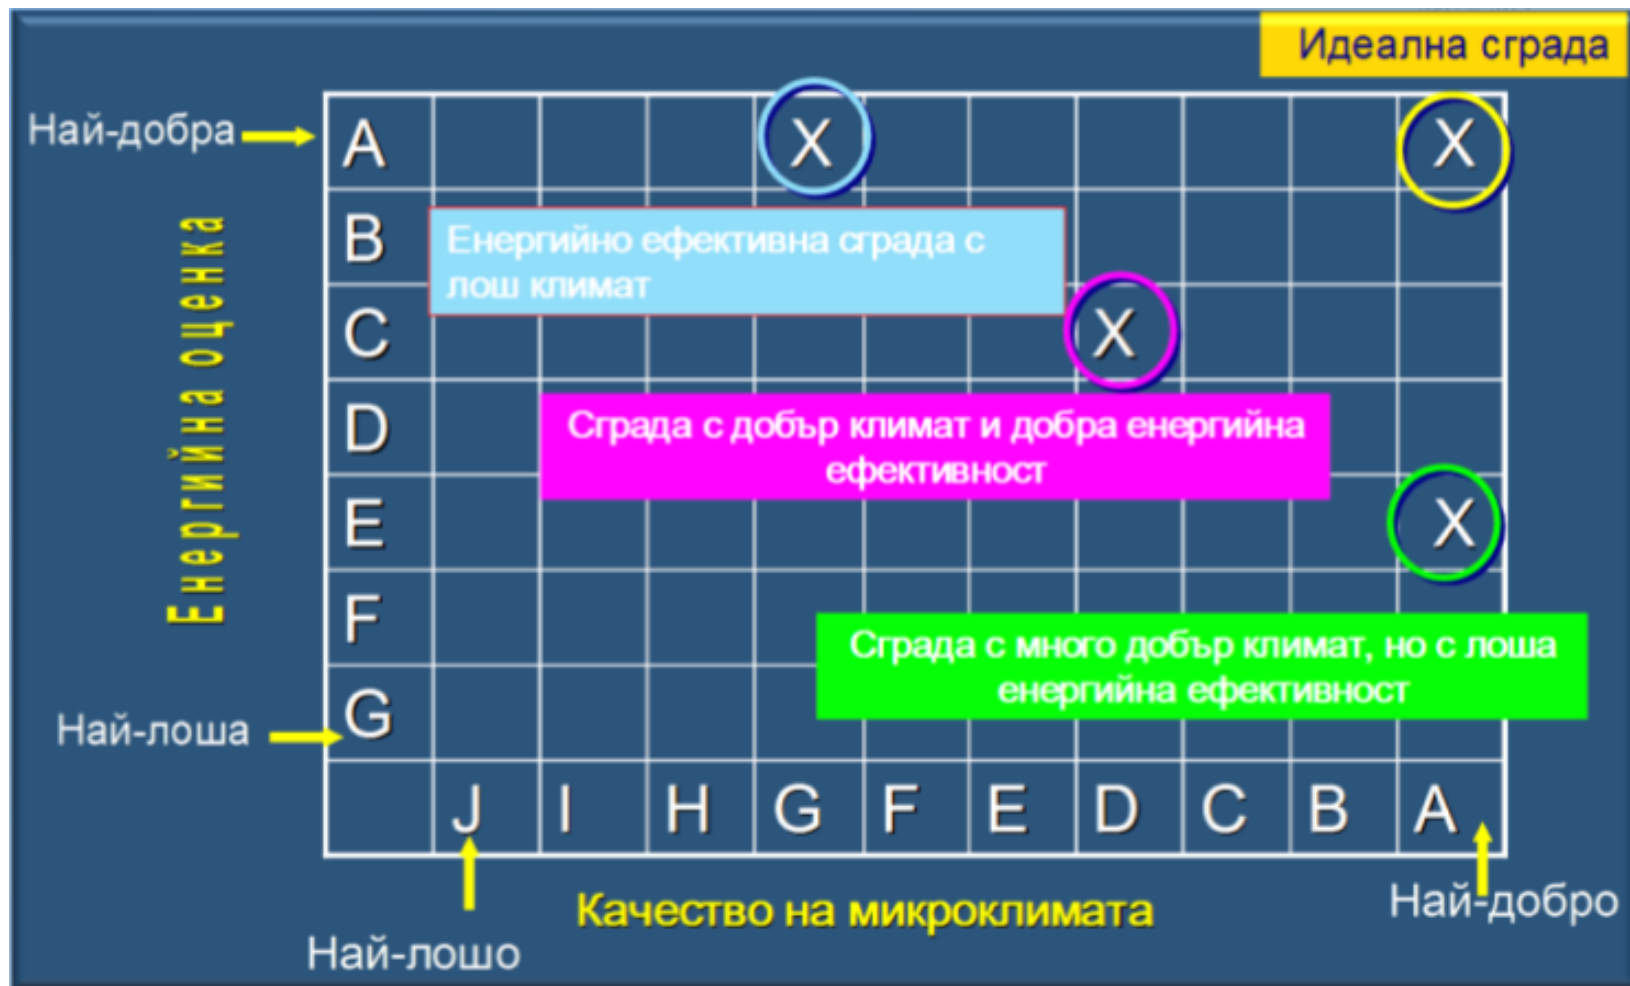 Идеална сграда
Най-добра
A X X
B
Енергийно ефективна сграда с
лош климат
C X
D
Сграда с добър климат и добра енергийна
ефективност
E X
F
Сграда с много добър климат, но с лоша
енергийна ефективност
G
Най-лоша
Енергийна оценка
J I H G F E D C B A
Качество на микроклимата
Най-добро
Най-лошо